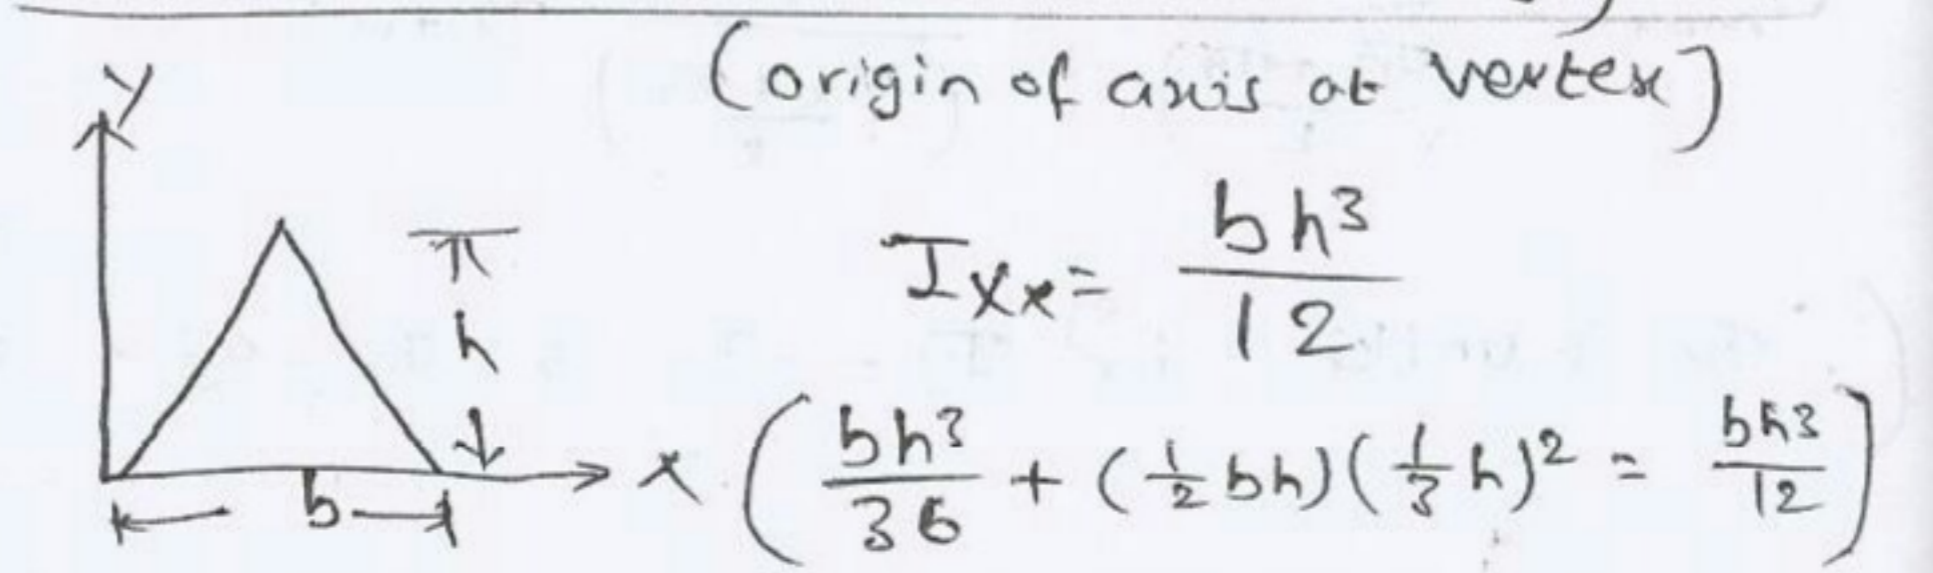 (origin of axis at vertex)
y
Ixx = bh³/12
h
x
(bh³/36 + (1/2 bh)(1/3 h)² = bh³/12)
b